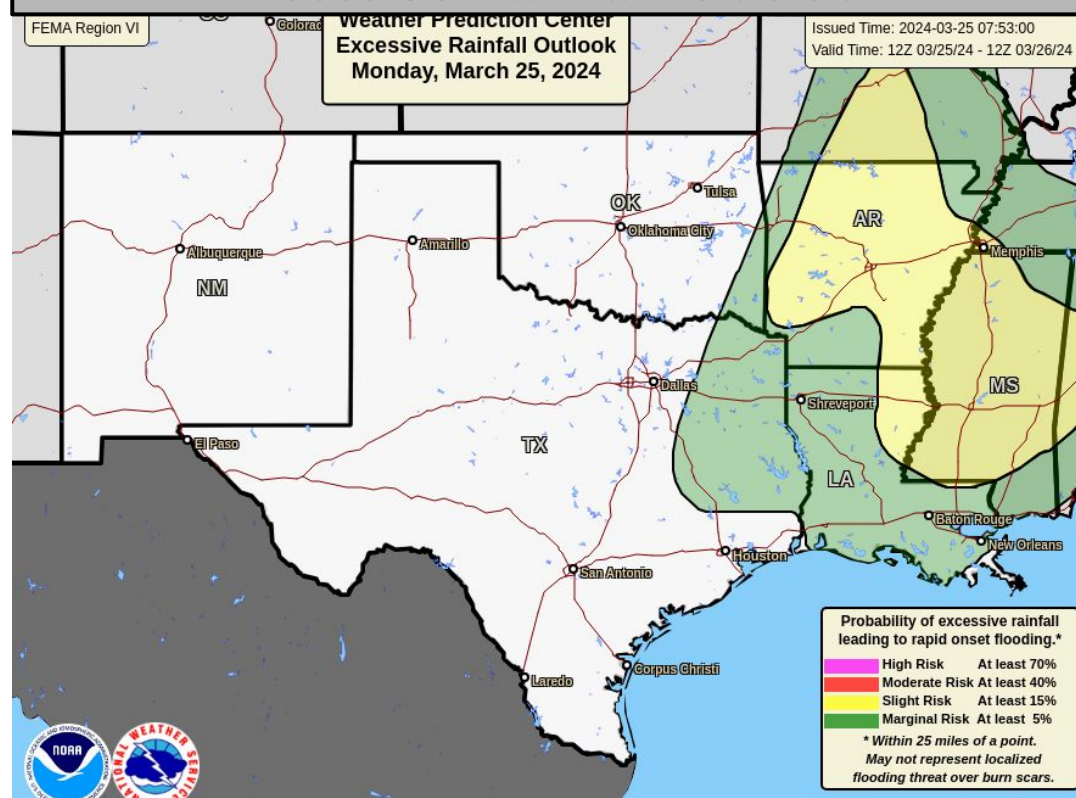 FEMA Region VI
Weather Prediction Center
Excessive Rainfall Outlook
Monday, March 25, 2024
Issued Time: 2024-03-25 07:53:00
Valid Time: 12Z 03/25/24 - 12Z 03/26/24
Colorad
Tulsa
OK
Oklahoma City
AR
Memphis
Albuquerque
Amarillo
NM
Dallas
MS
Shreveport
El Paso
TX
LA
Baton Rouge
New Orleans
Houston
San Antonio
Corpus Christi
Laredo
Probability of excessive rainfall
leading to rapid onset flooding.*
High Risk At least 70%
Moderate Risk At least 40%
Slight Risk At least 15%
Marginal Risk At least 5%
* Within 25 miles of a point.
May not represent localized
flooding threat over burn scars.
NOAA
NATIONAL WEATHER SERVICE